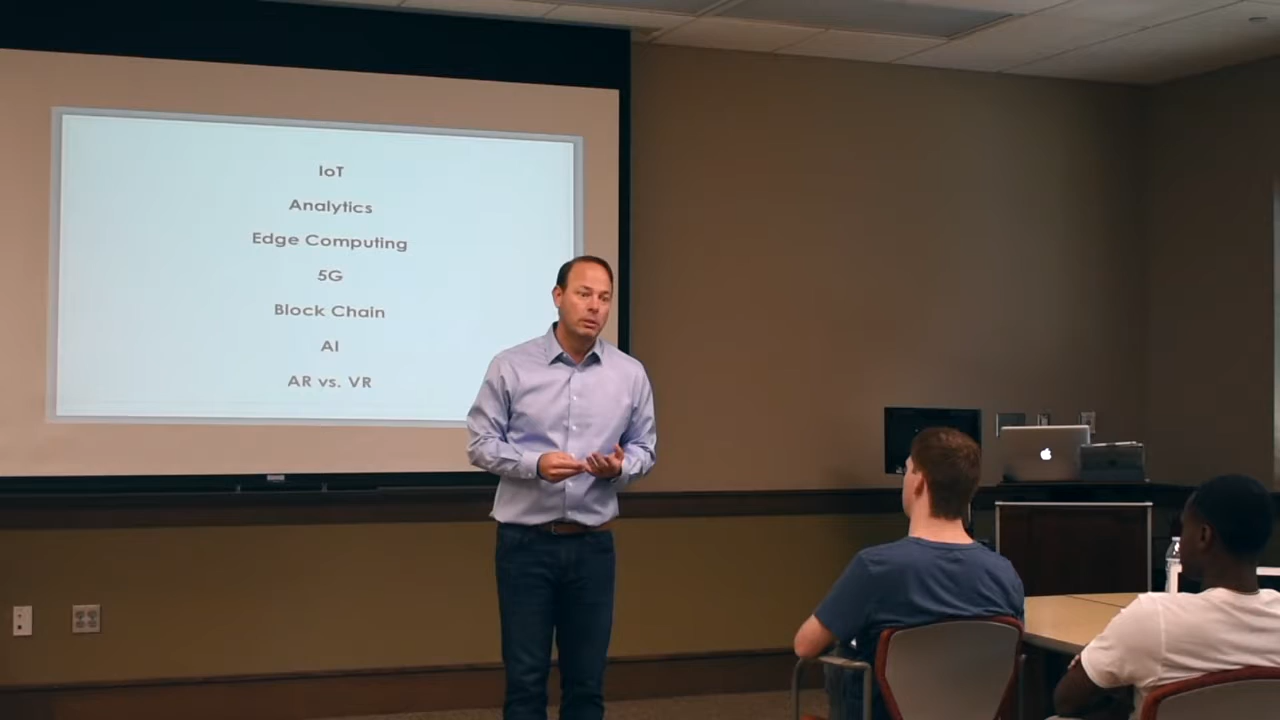 IoT
Analytics
Edge Computing
5G
Block Chain
AI
AR vs. VR